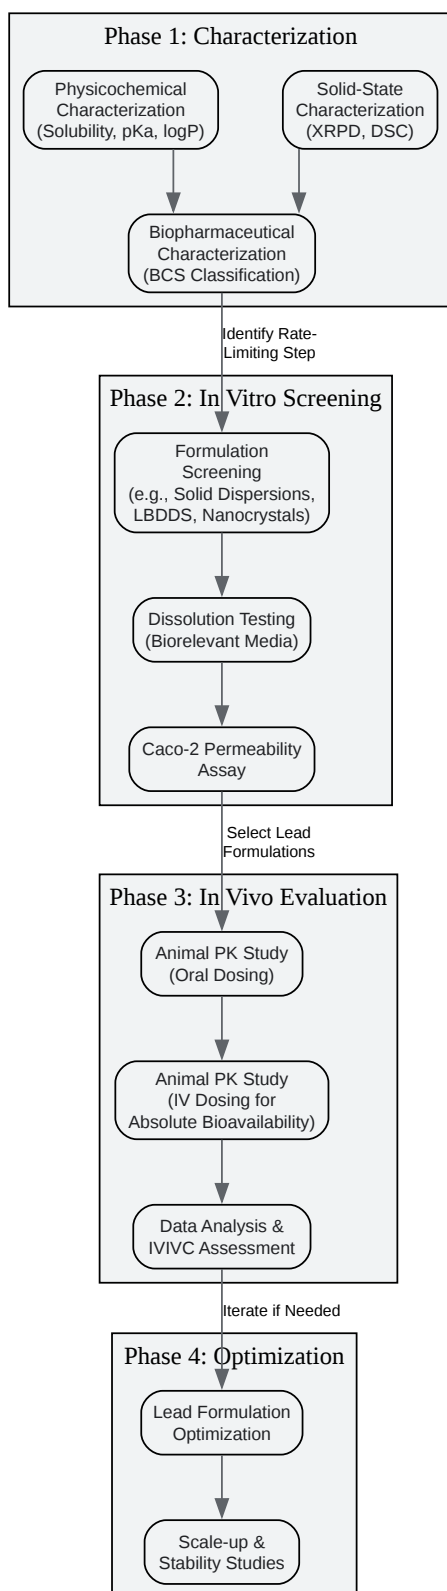 Phase 1: Characterization
Physicochemical
Characterization
(Solubility, pKa, logP)
Solid-State
Characterization
(XRPD, DSC)
Biopharmaceutical
Characterization
(BCS Classification)
Identify Rate-
Limiting Step
Phase 2: In Vitro Screening
Formulation
Screening
(e.g., Solid Dispersions,
LBDDS, Nanocrystals)
Dissolution Testing
(Biorelevant Media)
Caco-2 Permeability
Assay
Select Lead
Formulations
Phase 3: In Vivo Evaluation
Animal PK Study
(Oral Dosing)
Animal PK Study
(IV Dosing for
Absolute Bioavailability)
Data Analysis &
IVIVC Assessment
Iterate if Needed
Phase 4: Optimization
Lead Formulation
Optimization
Scale-up &
Stability Studies